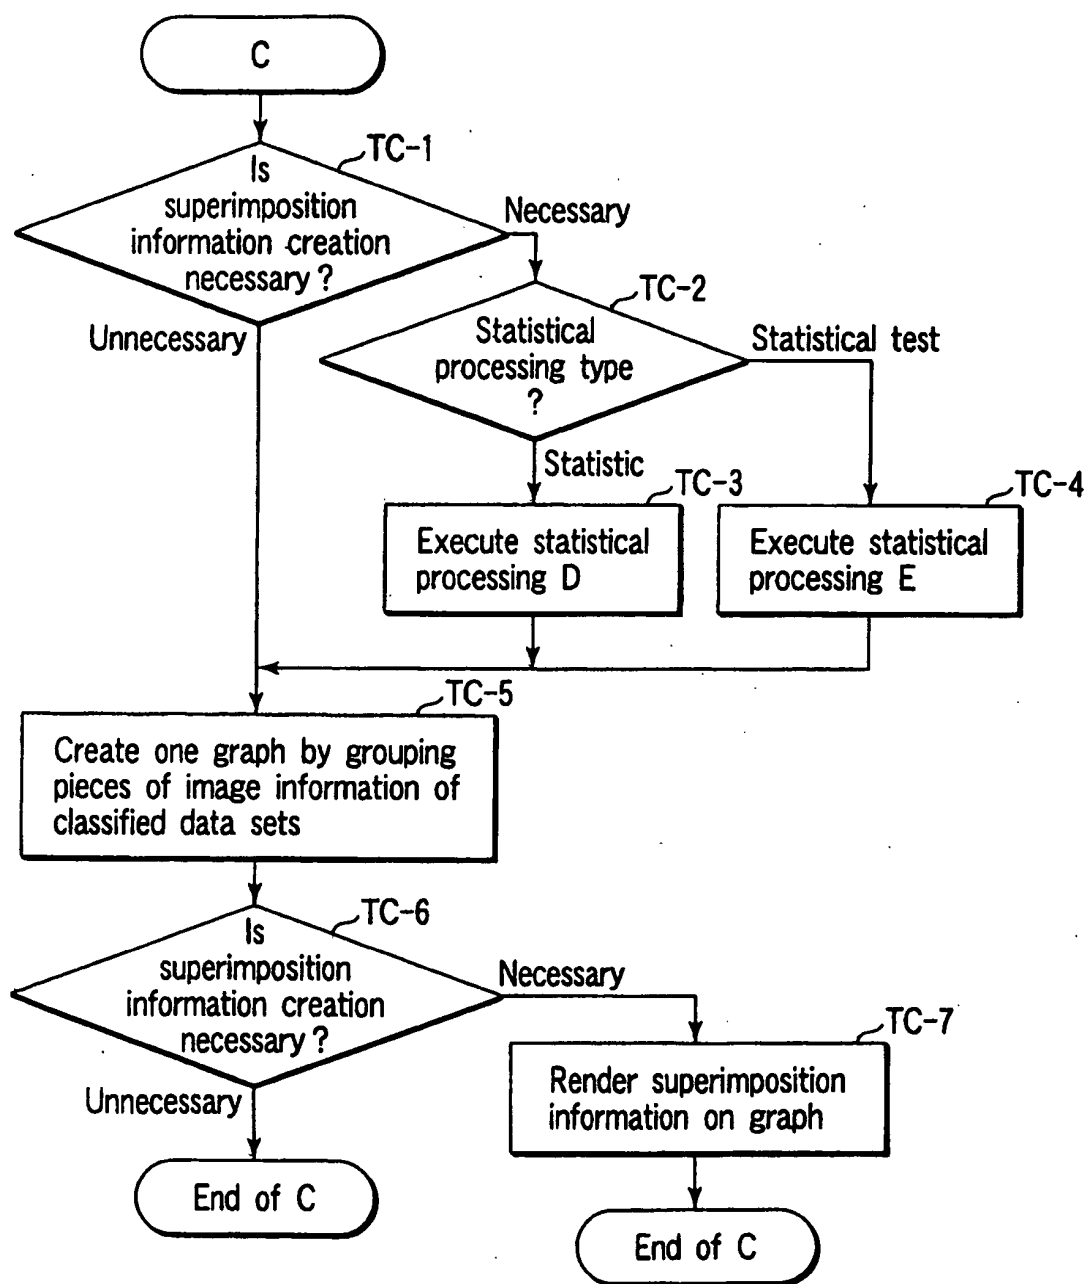 C
TC-1
Is
superimposition
information creation
necessary ?
Necessary
Unnecessary
TC-2
Statistical
processing type
?
Statistical test
Statistic
TC-3
Execute statistical
processing D
TC-4
Execute statistical
processing E
TC-5
Create one graph by grouping
pieces of image information of
classified data sets
TC-6
Is
superimposition
information creation
necessary ?
Necessary
Unnecessary
TC-7
Render superimposition
information on graph
End of C
End of C